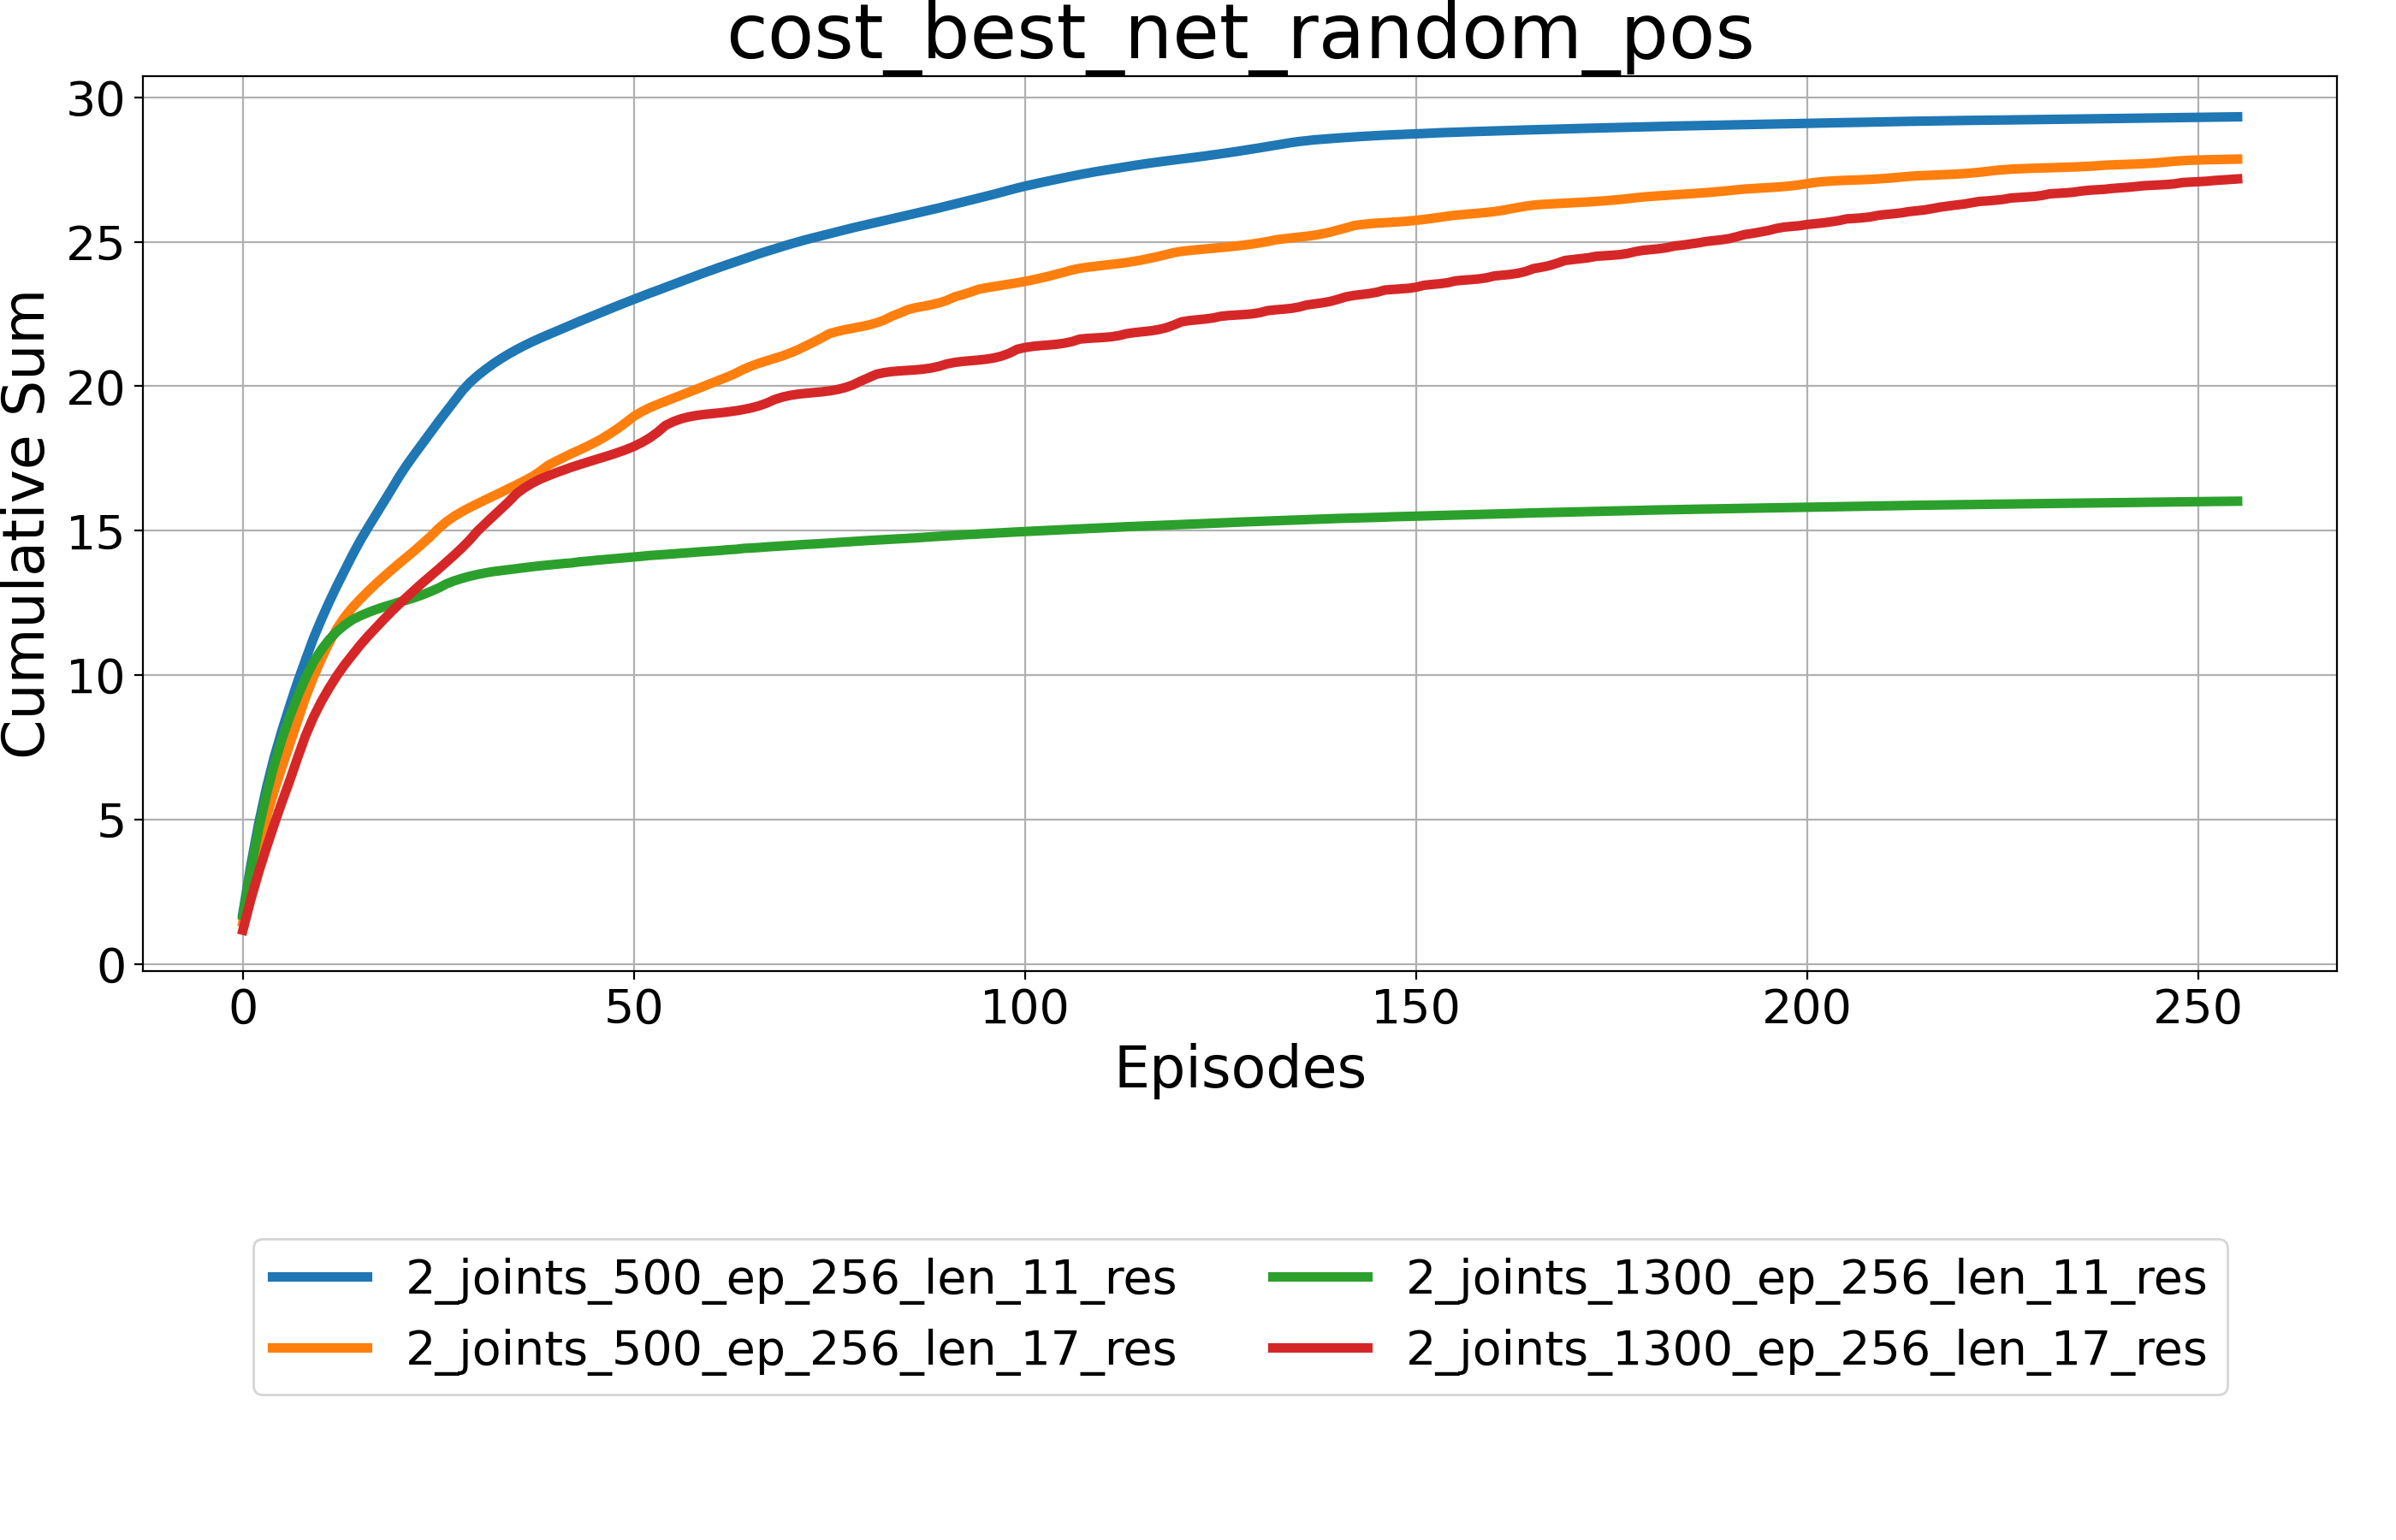 cost_best_net_random_pos
Cumulative Sum
30
25
20
15
10
5
0
0 50 100 150 200 250
Episodes
2_joints_500_ep_256_len_11_res
2_joints_500_ep_256_len_17_res
2_joints_1300_ep_256_len_11_res
2_joints_1300_ep_256_len_17_res